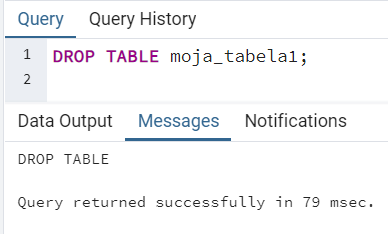 Query Query History
1 DROP TABLE moja_tabela1;
2
Data Output Messages Notifications
DROP TABLE
Query returned successfully in 79 msec.